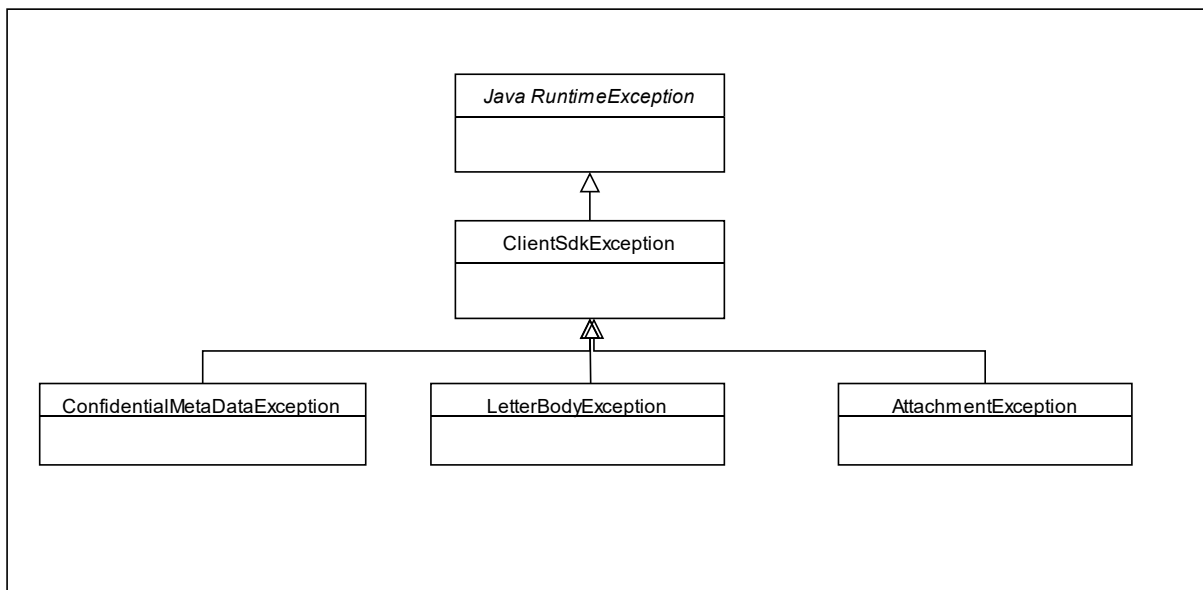 Java RuntimeException
ClientSdkException
ConfidentialMetaDataException
LetterBodyException
AttachmentException